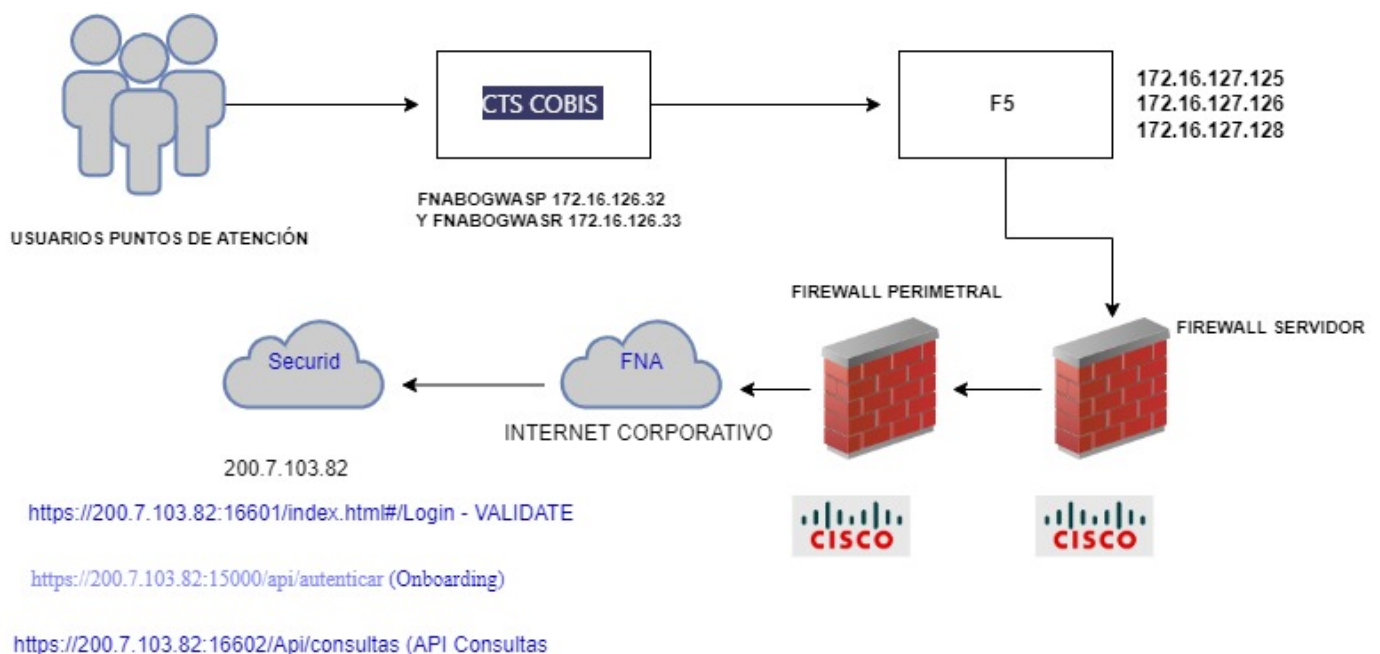 CTS COBIS
F5
172.16.127.125
172.16.127.126
172.16.127.128
FNABOGWASP 172.16.126.32
Y FNABOGWASR 172.16.126.33
USUARIOS PUNTOS DE ATENCIÓN
FIREWALL PERIMETRAL
FIREWALL SERVIDOR
Securid
FNA
INTERNET CORPORATIVO
200.7.103.82
https://200.7.103.82:16601/index.html#/Login - VALIDATE
CISCO
CISCO
https://200.7.103.82:15000/api/autenticar (Onboarding)
https://200.7.103.82:16602/Api/consultas (API Consultas